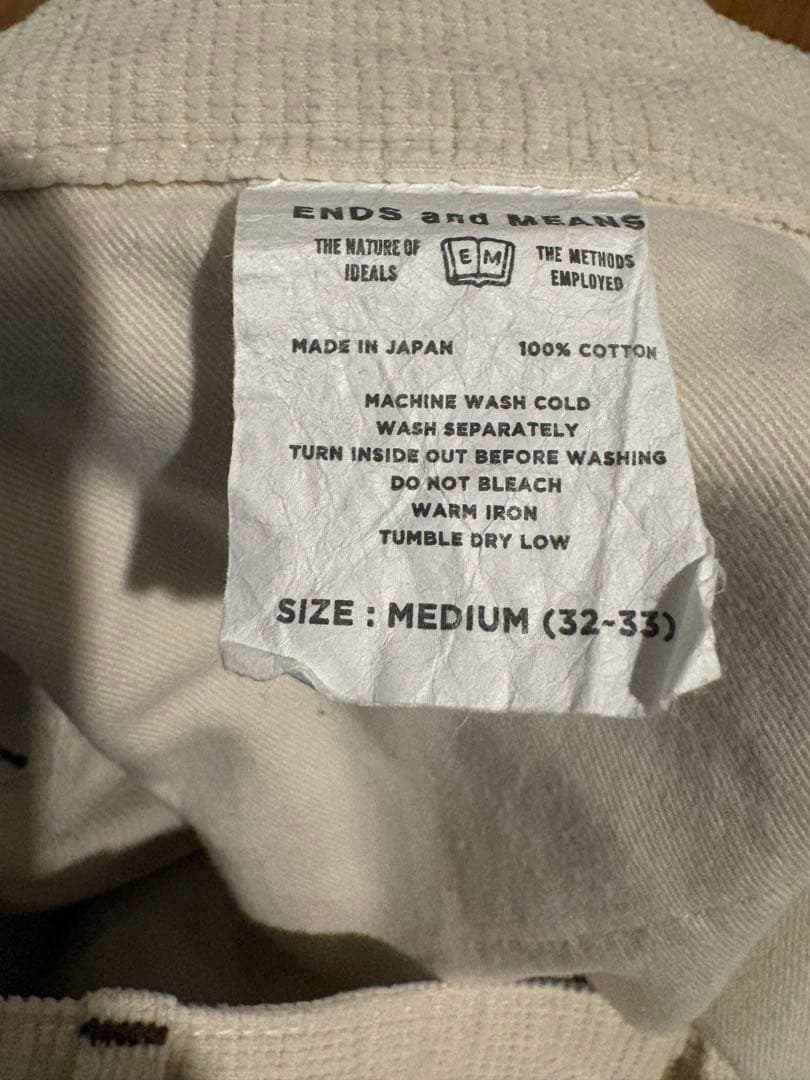 ENDS and MEANS
THE NATURE OF
IDEALS
E M
THE METHODS
EMPLOYED
MADE IN JAPAN 100% COTTON
MACHINE WASH COLD
WASH SEPARATELY
TURN INSIDE OUT BEFORE WASHING
DO NOT BLEACH
WARM IRON
TUMBLE DRY LOW
SIZE : MEDIUM (32~33)